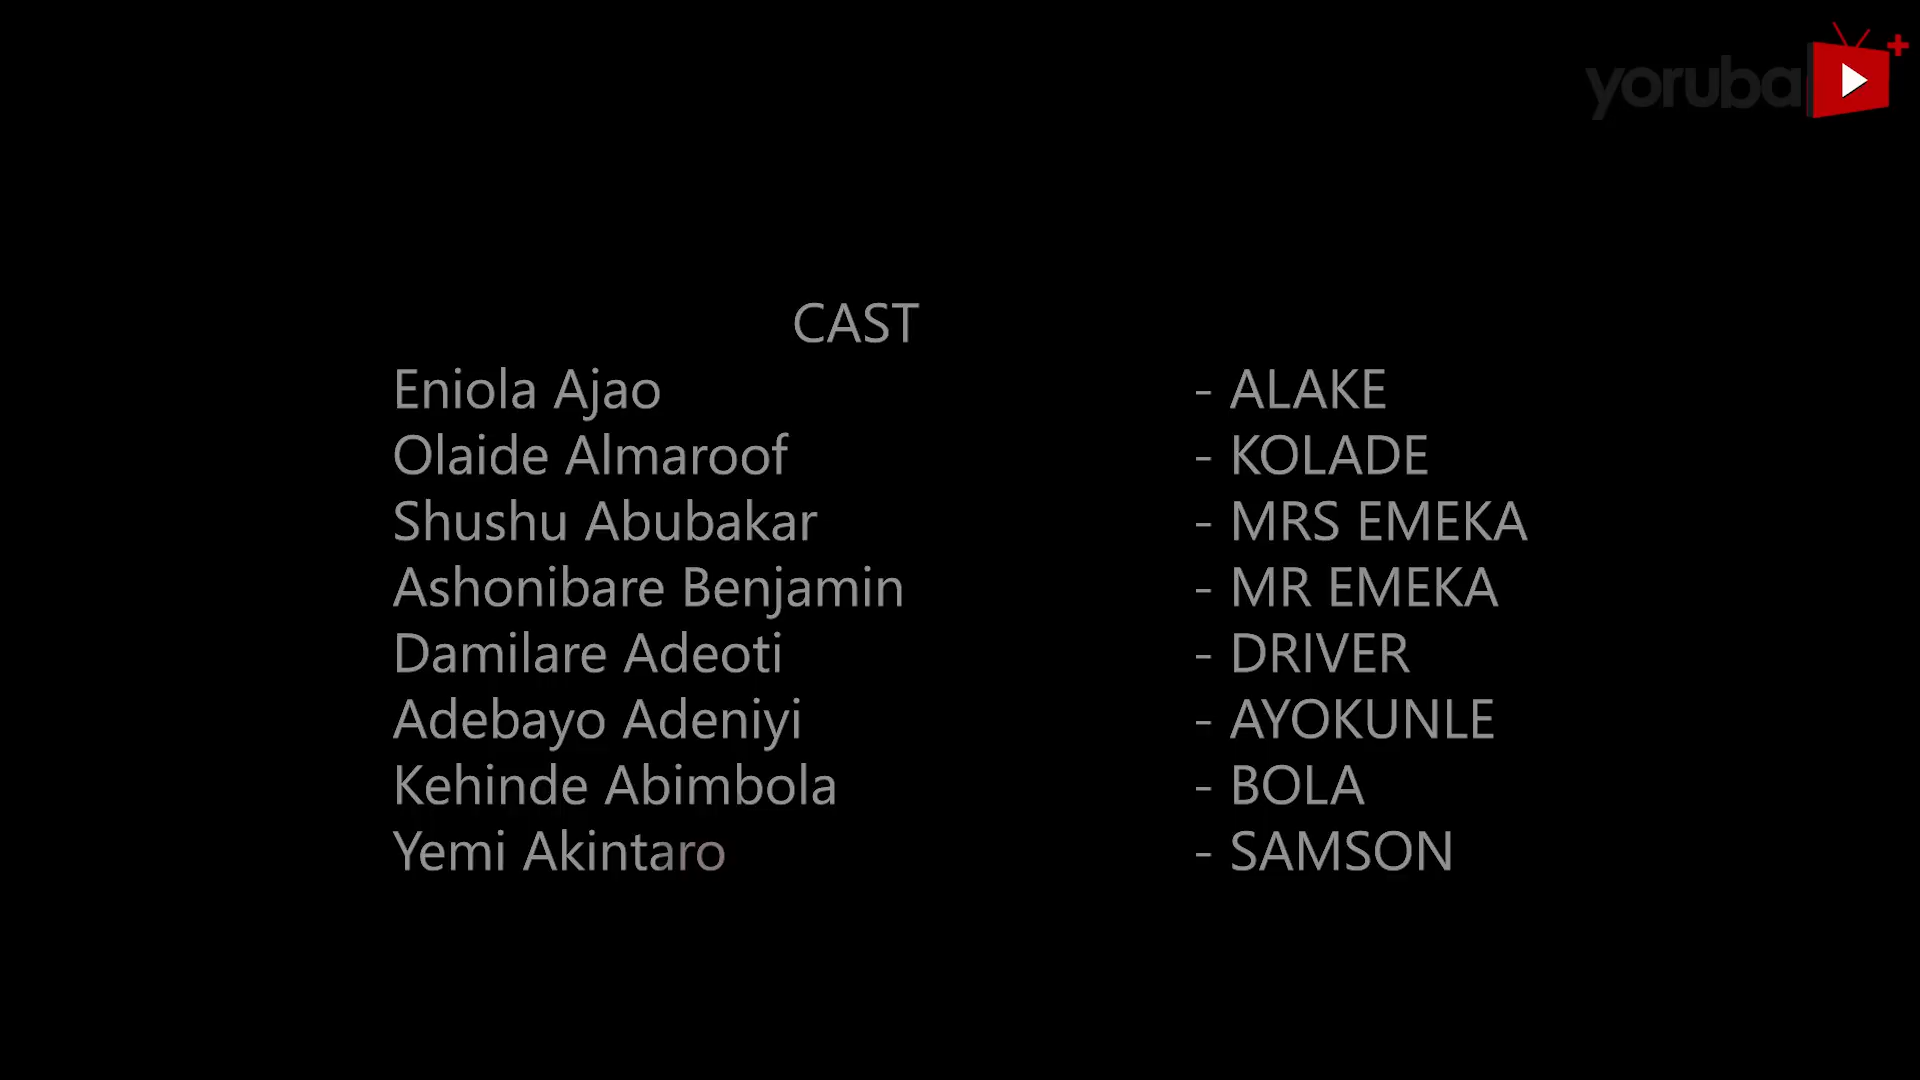 yoruba
CAST
Eniola Ajao - ALAKE
Olaide Almaroof - KOLADE
Shushu Abubakar - MRS EMEKA
Ashonibare Benjamin - MR EMEKA
Damilare Adeoti - DRIVER
Adebayo Adeniyi - AYOKUNLE
Kehinde Abimbola - BOLA
Yemi Akintaro - SAMSON